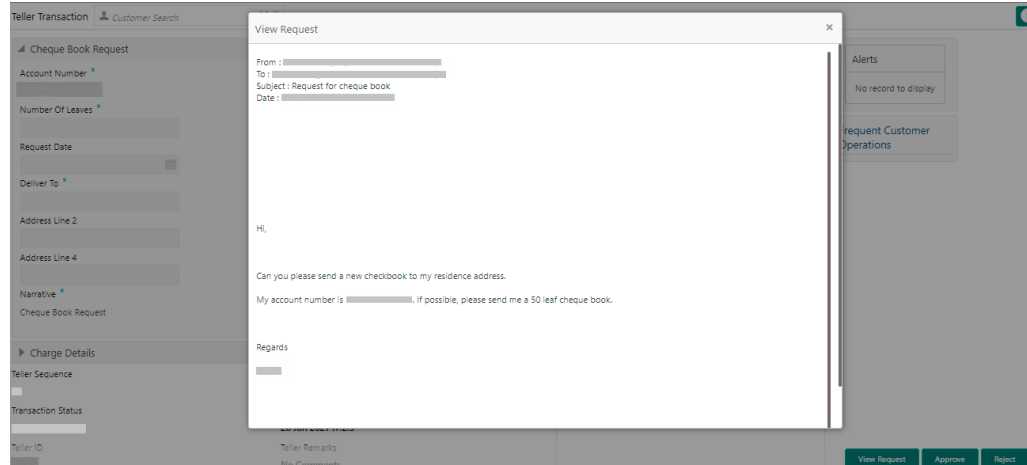 Teller Transaction
Customer Search
View Request
×
Cheque Book Request
Account Number *
Number Of Leaves *
Request Date
Deliver To *
Address Line 2
Address Line 4
Narrative *
Cheque Book Request
Charge Details
Teller Sequence
Transaction Status
Teller ID
From :
To :
Subject : Request for cheque book
Date :
Hi,
Can you please send a new checkbook to my residence address.
My account number is . If possible, please send me a 50 leaf cheque book.
Regards
Teller Remarks
No Comments
Alerts
No record to display
Frequent Customer
Operations
View Request
Approve
Reject